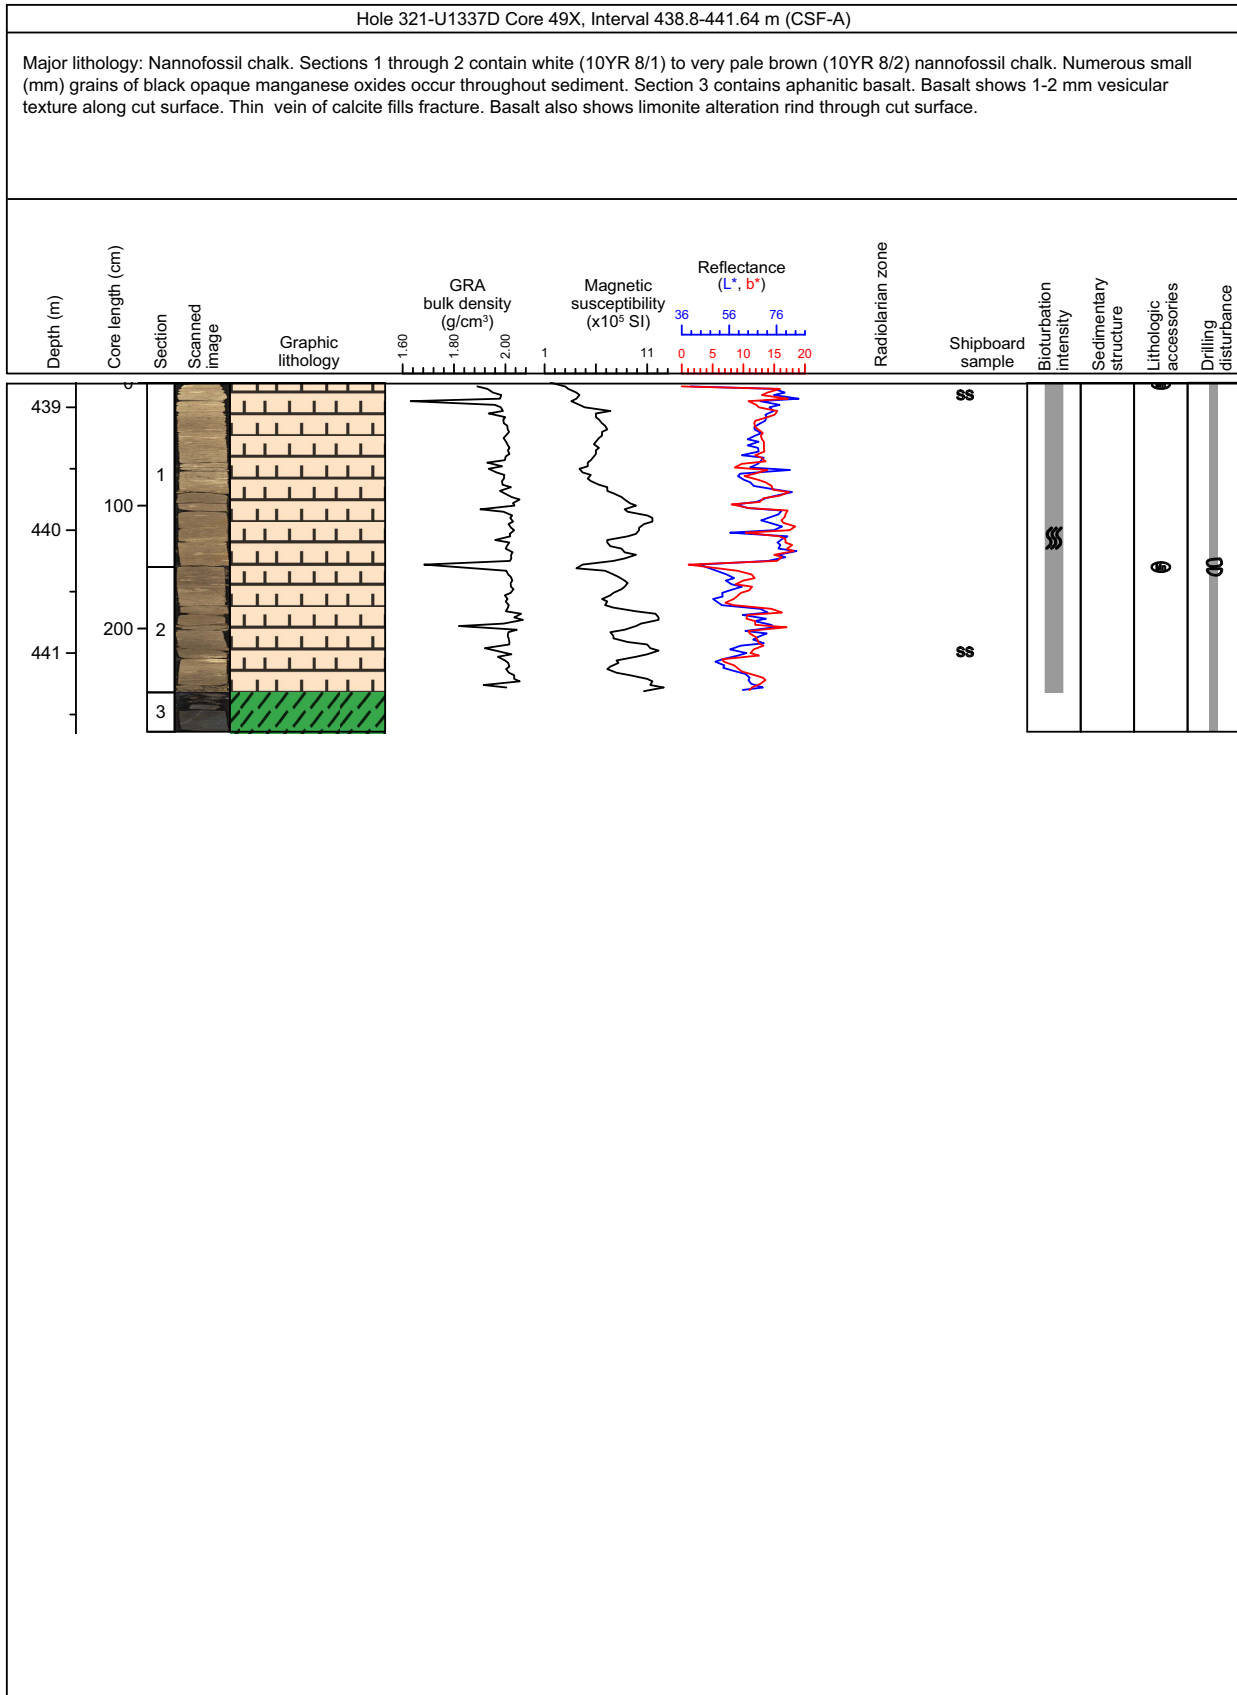 Hole 321-U1337D Core 49X, Interval 438.8-441.64 m (CSF-A)
Major lithology: Nannofossil chalk. Sections 1 through 2 contain white (10YR 8/1) to very pale brown (10YR 8/2) nannofossil chalk. Numerous small
(mm) grains of black opaque manganese oxides occur throughout sediment. Section 3 contains aphanitic basalt. Basalt shows 1-2 mm vesicular
texture along cut surface. Thin vein of calcite fills fracture. Basalt also shows limonite alteration rind through cut surface.
Depth (m)
Core length (cm)
Section
Scanned
image
Graphic
lithology
GRA
bulk density
(g/cm³)
1.60
1.80
2.00
Magnetic
susceptibility
(x10⁵ SI)
1
11
Reflectance
(L*, b*)
36
56
76
0
5
10
15
20
Radiolarian zone
Shipboard
sample
Bioturbation
intensity
Sedimentary
structure
Lithologic
accessories
Drilling
disturbance
0
439
ss
1
100
440
200
2
441
ss
3